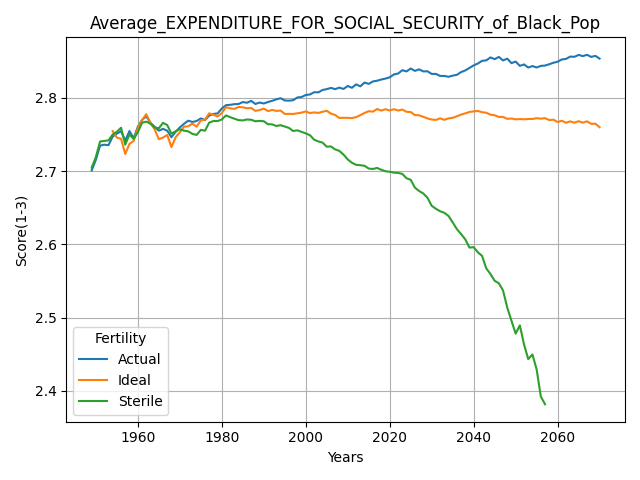 Average_EXPENDITURE_FOR_SOCIAL_SECURITY_of_Black_Pop
Score(1-3)
2.8
2.7
2.6
2.5
2.4
Fertility
Actual
Ideal
Sterile
1960 1980 2000 2020 2040 2060
Years